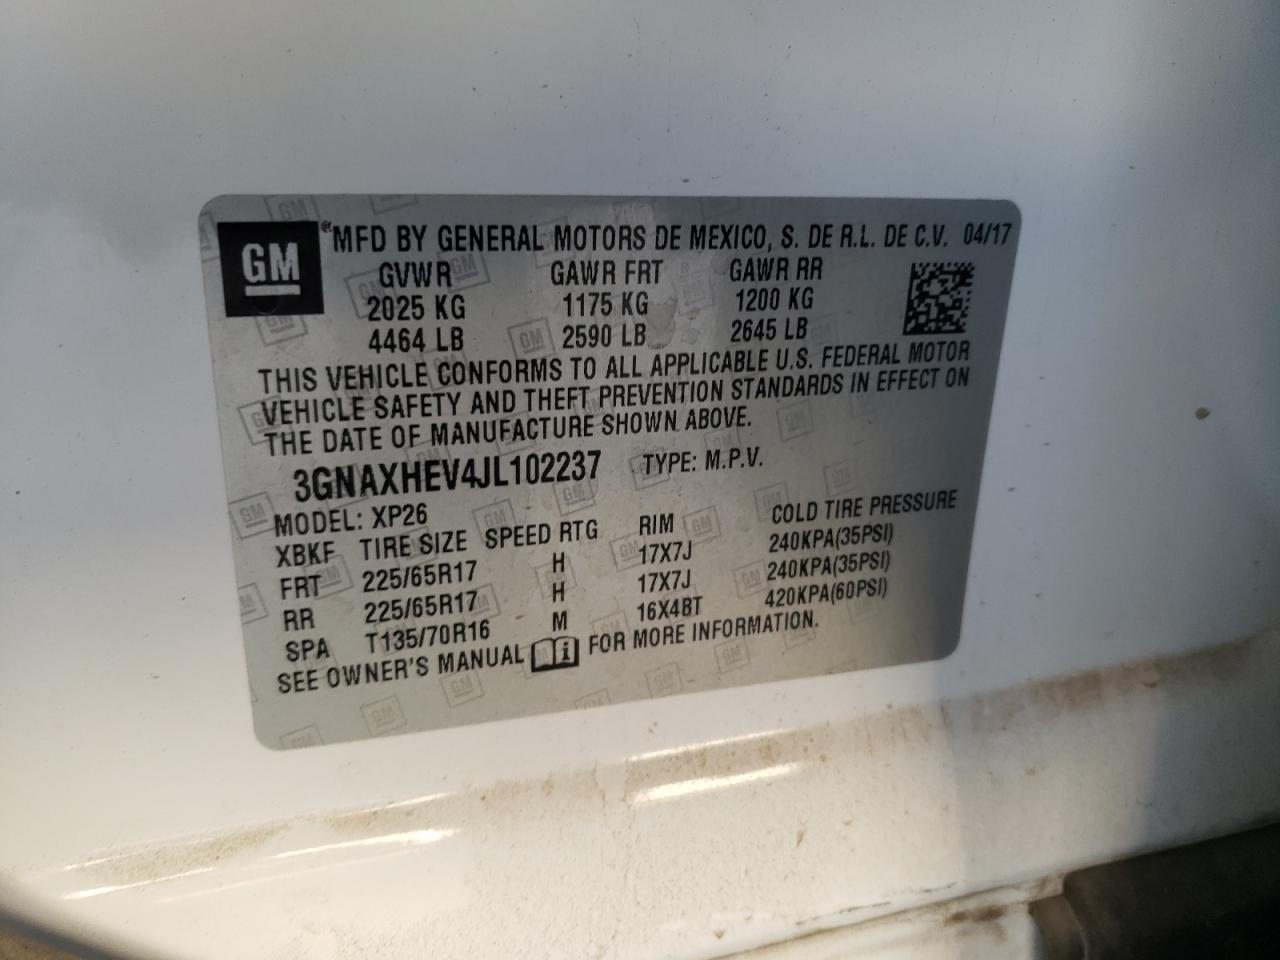 GM ® MFD BY GENERAL MOTORS DE MEXICO, S. DE R.L. DE C.V. 04/17
GVWR GAWR FRT GAWR RR
2025 KG 1175 KG 1200 KG
4464 LB 2590 LB 2645 LB
THIS VEHICLE CONFORMS TO ALL APPLICABLE U.S. FEDERAL MOTOR
VEHICLE SAFETY AND THEFT PREVENTION STANDARDS IN EFFECT ON
THE DATE OF MANUFACTURE SHOWN ABOVE.
3GNAXHEV4JL102237 TYPE: M.P.V.
MODEL: XP26
XBKF TIRE SIZE SPEED RTG RIM COLD TIRE PRESSURE
FRT 225/65R17 H 17X7J 240KPA(35PSI)
RR 225/65R17 H 17X7J 240KPA(35PSI)
SPA T135/70R16 M 16X4BT 420KPA(60PSI)
SEE OWNER'S MANUAL i FOR MORE INFORMATION.